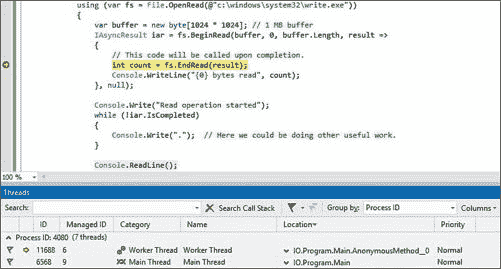 using (var fs = File.OpenRead(@"c:\windows\system32\write.exe"))
{
var buffer = new byte[1024 * 1024]; // 1 MB buffer
IAsyncResult iar = fs.BeginRead(buffer, 0, buffer.Length, result =>
{
// This code will be called upon completion.
int count = fs.EndRead(result);
Console.WriteLine("{0} bytes read", count);
}, null);
Console.Write("Read operation started");
while (!iar.IsCompleted)
{
Console.Write("."); // Here we could be doing other useful work.
}
Console.ReadLine();
100 %
Threads
Search: Search Call Stack Group by: Process ID Columns
ID Managed ID Category Name Location Priority
Process ID: 4080 (7 threads)
11688 6 Worker Thread Worker Thread IO.Program.Main.AnonymousMethod__0 Normal
6568 9 Main Thread Main Thread IO.Program.Main Normal